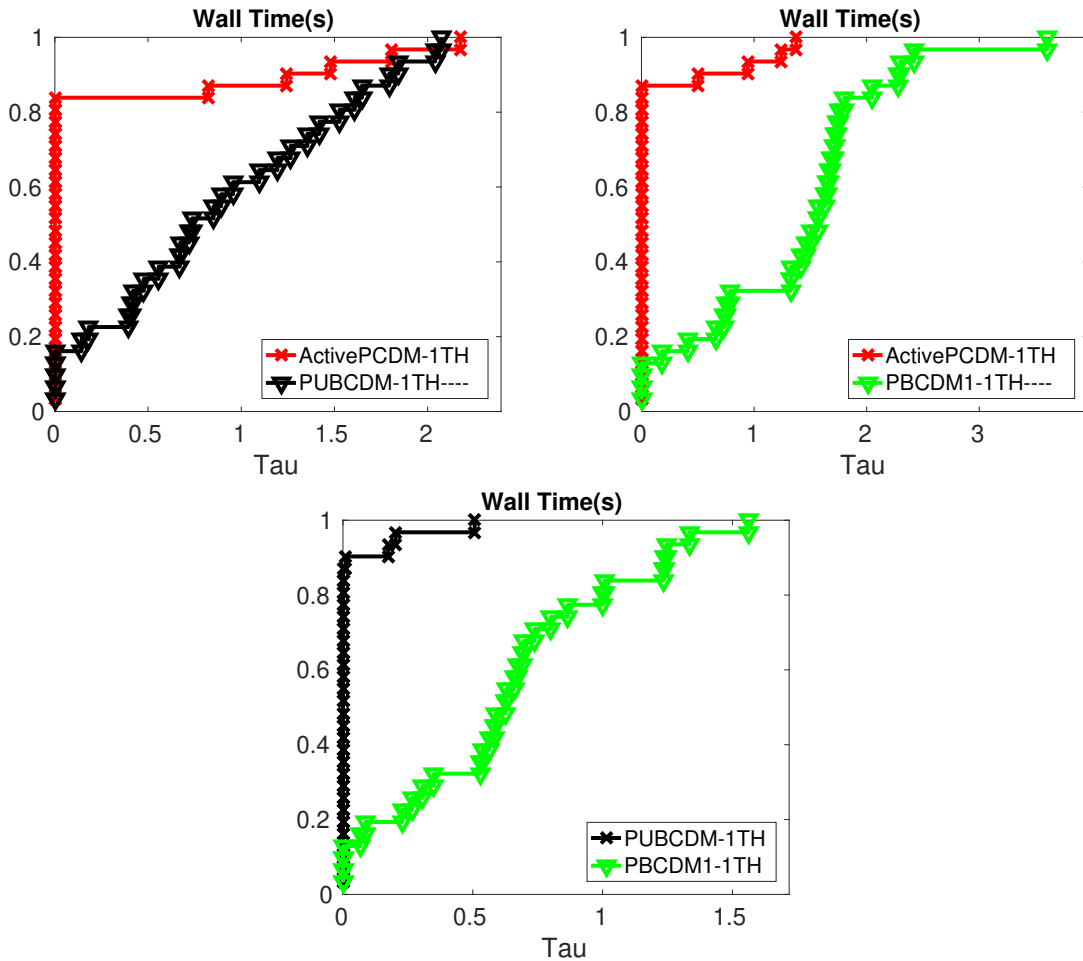 Wall Time(s)
1
0.8
0.6
0.4
0.2
0
0 0.5 1 1.5 2
Tau
ActivePCDM-1TH
PUBCDM-1TH----
Wall Time(s)
1
0.8
0.6
0.4
0.2
0
0 1 2 3
Tau
ActivePCDM-1TH
PBCDM1-1TH----
Wall Time(s)
1
0.8
0.6
0.4
0.2
0
0 0.5 1 1.5
Tau
PUBCDM-1TH
PBCDM1-1TH